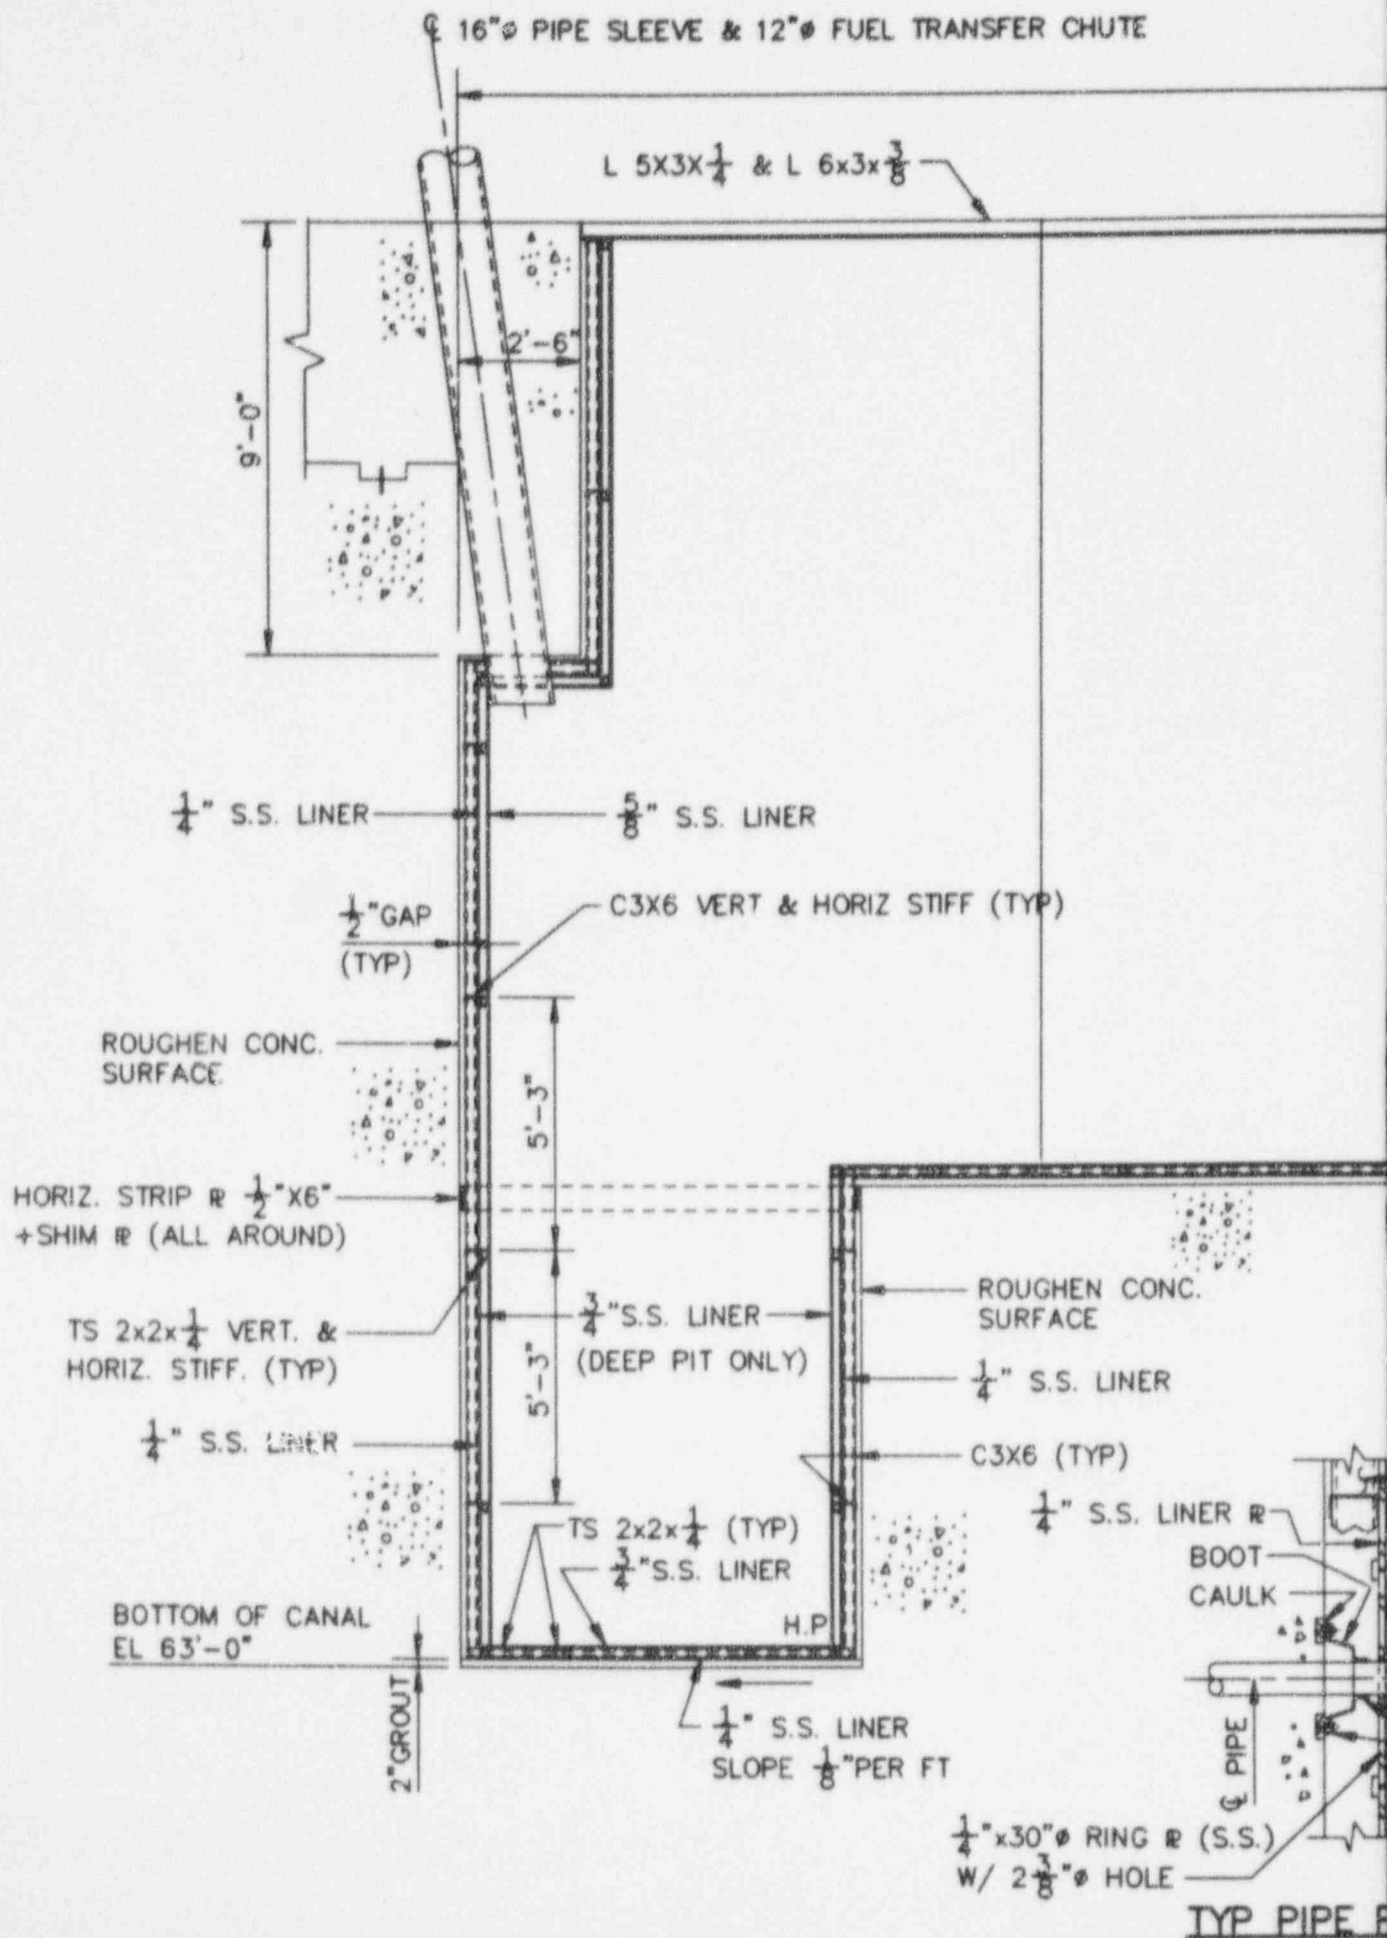 ℄ 16"ø PIPE SLEEVE & 12"ø FUEL TRANSFER CHUTE
L 5X3X1/4 & L 6x3x3/8
2'-6"
9'-0"
1/4" S.S. LINER
5/8" S.S. LINER
1/2" GAP
(TYP)
C3X6 VERT & HORIZ STIFF (TYP)
ROUGHEN CONC.
SURFACE
5'-3"
HORIZ. STRIP ⅊ 1/2"X6"
+SHIM ⅊ (ALL AROUND)
TS 2x2x1/4 VERT. &
HORIZ. STIFF. (TYP)
3/4"S.S. LINER
(DEEP PIT ONLY)
5'-3"
ROUGHEN CONC.
SURFACE
1/4" S.S. LINER
1/4" S.S. LINER
C3X6 (TYP)
TS 2x2x1/4 (TYP)
3/4"S.S. LINER
H.P
BOTTOM OF CANAL
EL 63'-0"
2"GROUT
1/4" S.S. LINER
SLOPE 1/8"PER FT
1/4" S.S. LINER ⅊
BOOT
CAULK
℄ PIPE
1/4"x30"ø RING ⅊ (S.S.)
W/ 2 3/8"ø HOLE
TYP PIPE